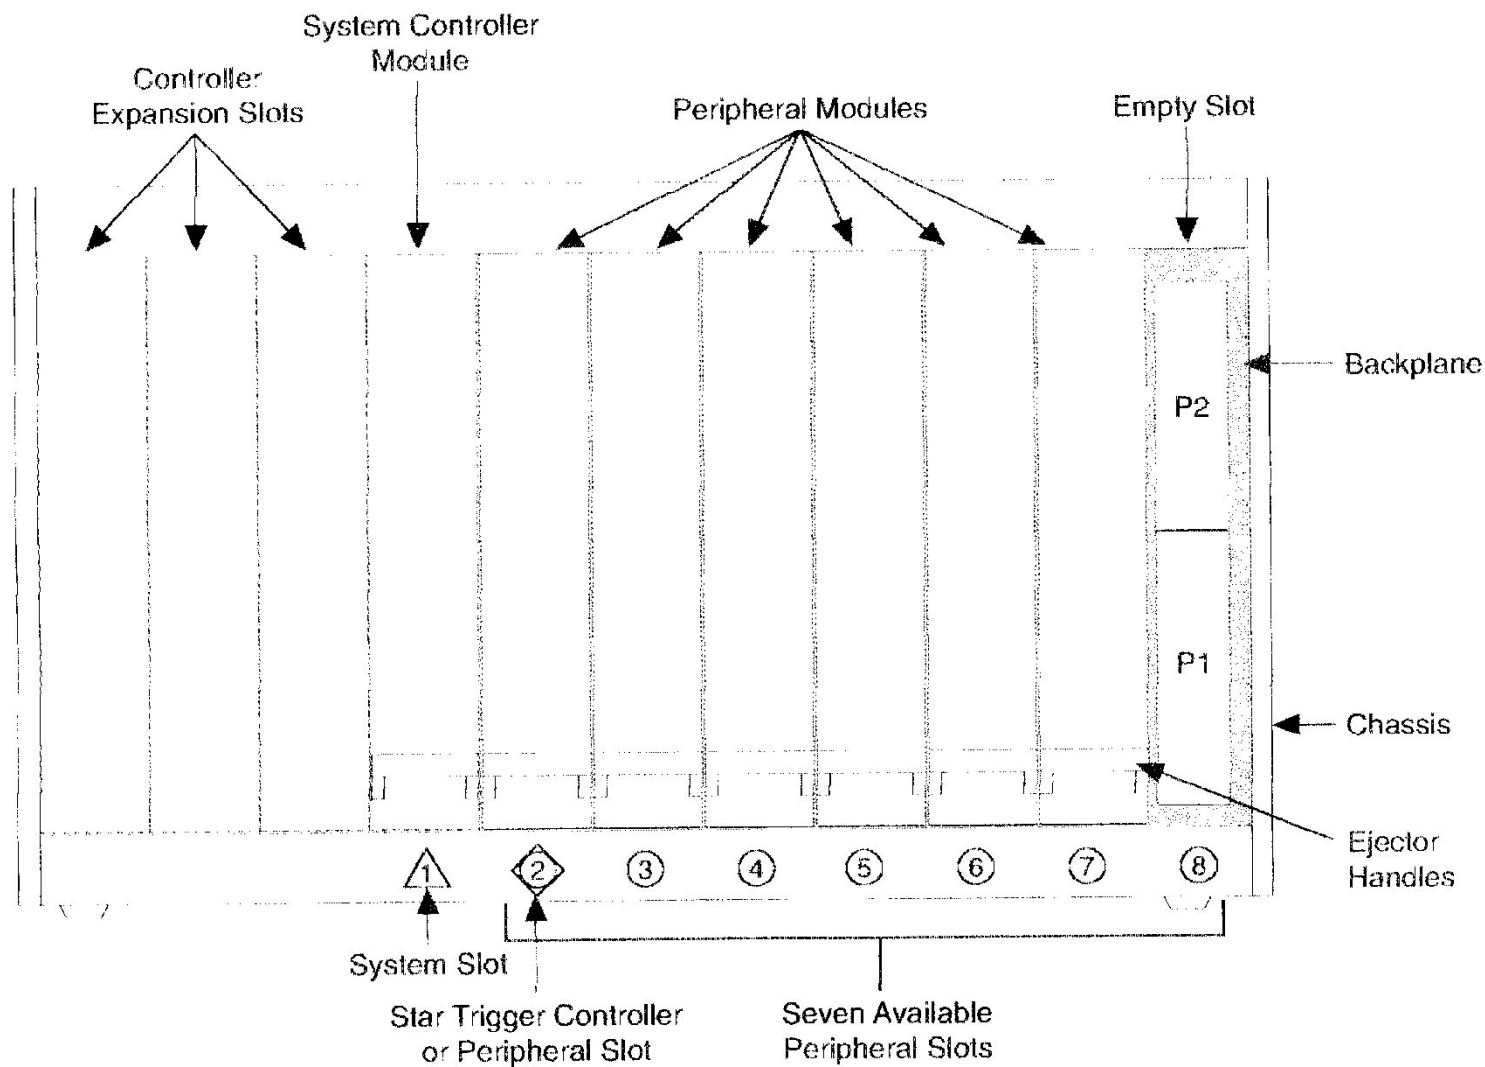 System Controller
Module
Controller
Expansion Slots
Peripheral Modules
Empty Slot
Backplane
P2
P1
Chassis
Ejector
Handles
1
2
3
4
5
6
7
8
System Slot
Star Trigger Controller
or Peripheral Slot
Seven Available
Peripheral Slots